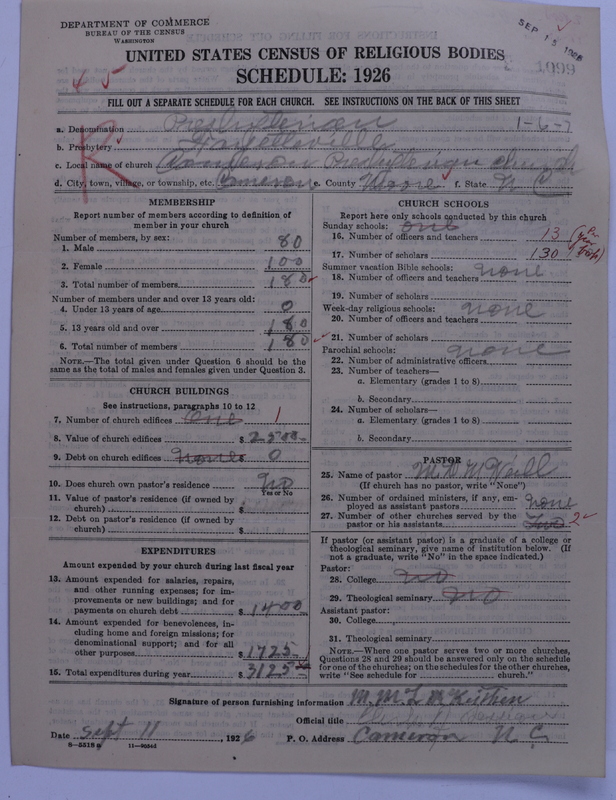 DEPARTMENT OF COMMERCE
BUREAU OF THE CENSUS
WASHINGTON
SEP 15 1926
1099
UNITED STATES CENSUS OF RELIGIOUS BODIES
SCHEDULE: 1926
FILL OUT A SEPARATE SCHEDULE FOR EACH CHURCH. SEE INSTRUCTIONS ON THE BACK OF THIS SHEET
a. Denomination Presbyterian 1-6-7
b. Presbytery Fayetteville
c. Local name of church Cameron Presbyterian church
d. City, town, village, or township, etc. Cameron e. County Moore f. State N C
R
MEMBERSHIP
Report number of members according to definition of member in your church
Number of members, by sex:
1. Male 80
2. Female 100
3. Total number of members 180
Number of members under and over 13 years old:
4. Under 13 years of age 0
5. 13 years old and over 180
6. Total number of members 180
NOTE.—The total given under Question 6 should be the same as the total of males and females given under Question 3.
CHURCH BUILDINGS
See instructions, paragraphs 10 to 12
7. Number of church edifices one 1
8. Value of church edifices $ 2500
9. Debt on church edifices 0
10. Does church own pastor's residence no
Yes or No
11. Value of pastor's residence (if owned by church) $
12. Debt on pastor's residence (if owned by church) $
EXPENDITURES
Amount expended by your church during last fiscal year
13. Amount expended for salaries, repairs, and other running expenses; for improvements or new buildings; and for payments on church debt $ 1400
14. Amount expended for benevolences, including home and foreign missions; for denominational support; and for all other purposes $ 1725
15. Total expenditures during year $ 3125
CHURCH SCHOOLS
Report here only schools conducted by this church
Sunday schools: one
16. Number of officers and teachers 13
17. Number of scholars 130
Summer vacation Bible schools: none
18. Number of officers and teachers
19. Number of scholars
Week-day religious schools: none
20. Number of officers and teachers
21. Number of scholars
Parochial schools: none
22. Number of administrative officers
23. Number of teachers—
a. Elementary (grades 1 to 8)
b. Secondary
24. Number of scholars—
a. Elementary (grades 1 to 8)
b. Secondary
PASTOR
25. Name of pastor M D McNeill
(If church has no pastor, write "None")
26. Number of ordained ministers, if any, employed as assistant pastors none
27. Number of other churches served by the pastor or his assistants two 2
If pastor (or assistant pastor) is a graduate of a college or theological seminary, give name of institution below. (If not a graduate, write "No" in the space indicated.)
Pastor:
28. College no
29. Theological seminary no
Assistant pastor:
30. College
31. Theological seminary
NOTE.—Where one pastor serves two or more churches, Questions 28 and 29 should be answered only on the schedule for one of the churches; on the schedules for the other churches, write "See schedule for church."
Signature of person furnishing information
Official title
Date Sept 11, 1926 P. O. Address Cameron N C
8—5518a 11—9064d